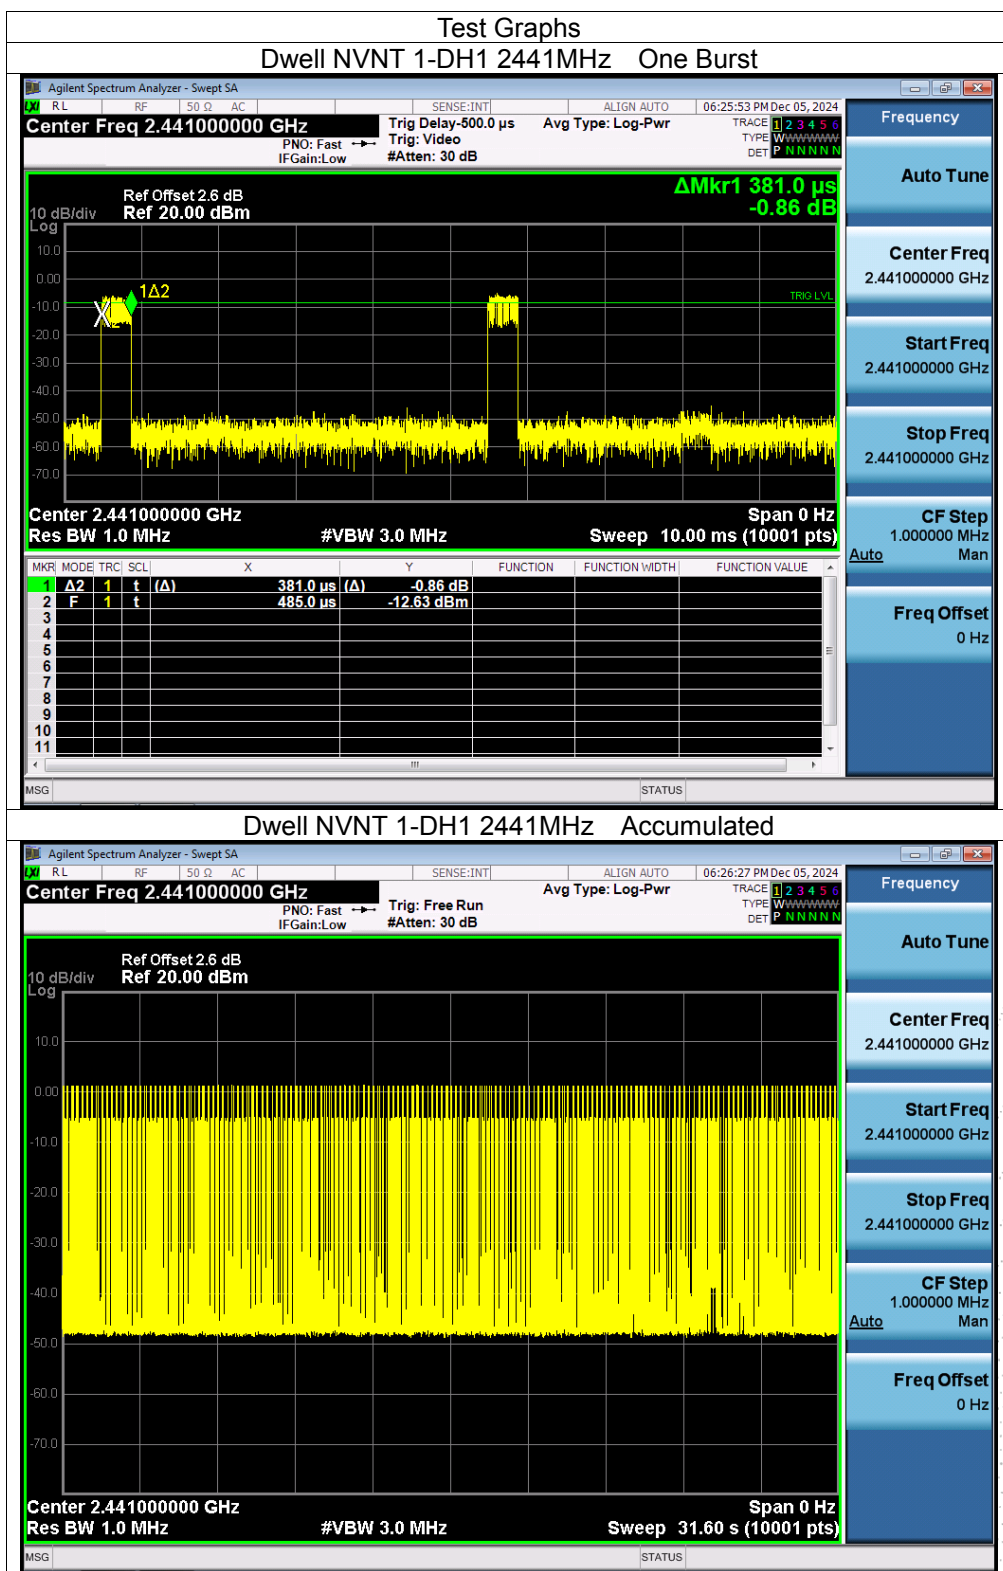 Test Graphs
Dwell NVNT 1-DH1 2441MHz One Burst
Agilent Spectrum Analyzer - Swept SA
LXI RL RF 50 Ω AC SENSE:INT ALIGN AUTO 06:25:53 PM Dec 05, 2024
Center Freq 2.441000000 GHz Trig Delay-500.0 µs Avg Type: Log-Pwr TRACE 1 2 3 4 5 6
PNO: Fast Trig: Video TYPE WWWWWWW
IFGain:Low #Atten: 30 dB DET P N N N N N
Frequency
Auto Tune
Center Freq
2.441000000 GHz
Start Freq
2.441000000 GHz
Stop Freq
2.441000000 GHz
CF Step
1.000000 MHz
Auto Man
Freq Offset
0 Hz
ΔMkr1 381.0 µs
-0.86 dB
Ref Offset 2.6 dB
10 dB/div Ref 20.00 dBm
Log
10.0
0.00
-10.0
-20.0
-30.0
-40.0
-50.0
-60.0
-70.0
1Δ2
TRIG LVL
Center 2.441000000 GHz Span 0 Hz
Res BW 1.0 MHz #VBW 3.0 MHz Sweep 10.00 ms (10001 pts)
MKR MODE TRC SCL X Y FUNCTION FUNCTION WIDTH FUNCTION VALUE
1 Δ2 1 t (Δ) 381.0 µs (Δ) -0.86 dB
2 F 1 t 485.0 µs -12.63 dBm
3
4
5
6
7
8
9
10
11
MSG STATUS
Dwell NVNT 1-DH1 2441MHz Accumulated
Agilent Spectrum Analyzer - Swept SA
LXI RL RF 50 Ω AC SENSE:INT ALIGN AUTO 06:26:27 PM Dec 05, 2024
Center Freq 2.441000000 GHz Avg Type: Log-Pwr TRACE 1 2 3 4 5 6
PNO: Fast Trig: Free Run TYPE WWWWWWW
IFGain:Low #Atten: 30 dB DET P N N N N N
Frequency
Auto Tune
Center Freq
2.441000000 GHz
Start Freq
2.441000000 GHz
Stop Freq
2.441000000 GHz
CF Step
1.000000 MHz
Auto Man
Freq Offset
0 Hz
Ref Offset 2.6 dB
10 dB/div Ref 20.00 dBm
Log
10.0
0.00
-10.0
-20.0
-30.0
-40.0
-50.0
-60.0
-70.0
Center 2.441000000 GHz Span 0 Hz
Res BW 1.0 MHz #VBW 3.0 MHz Sweep 31.60 s (10001 pts)
MSG STATUS